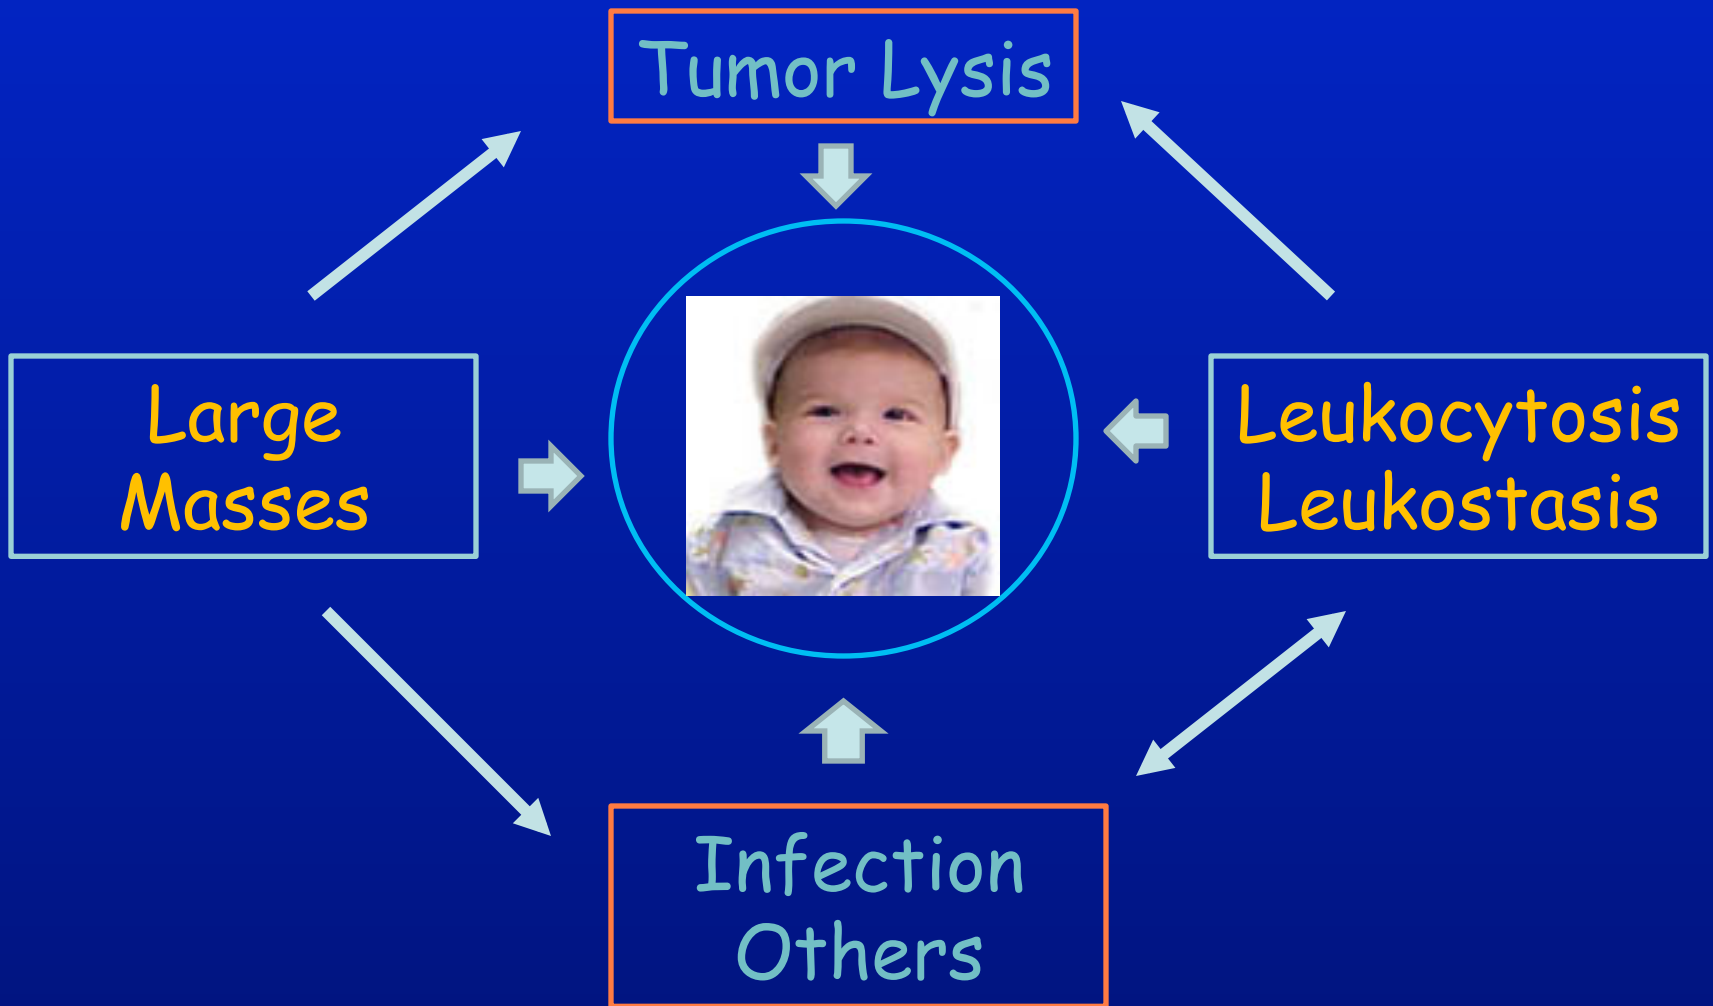 Tumor Lysis
Large
Masses
Leukocytosis
Leukostasis
Infection
Others